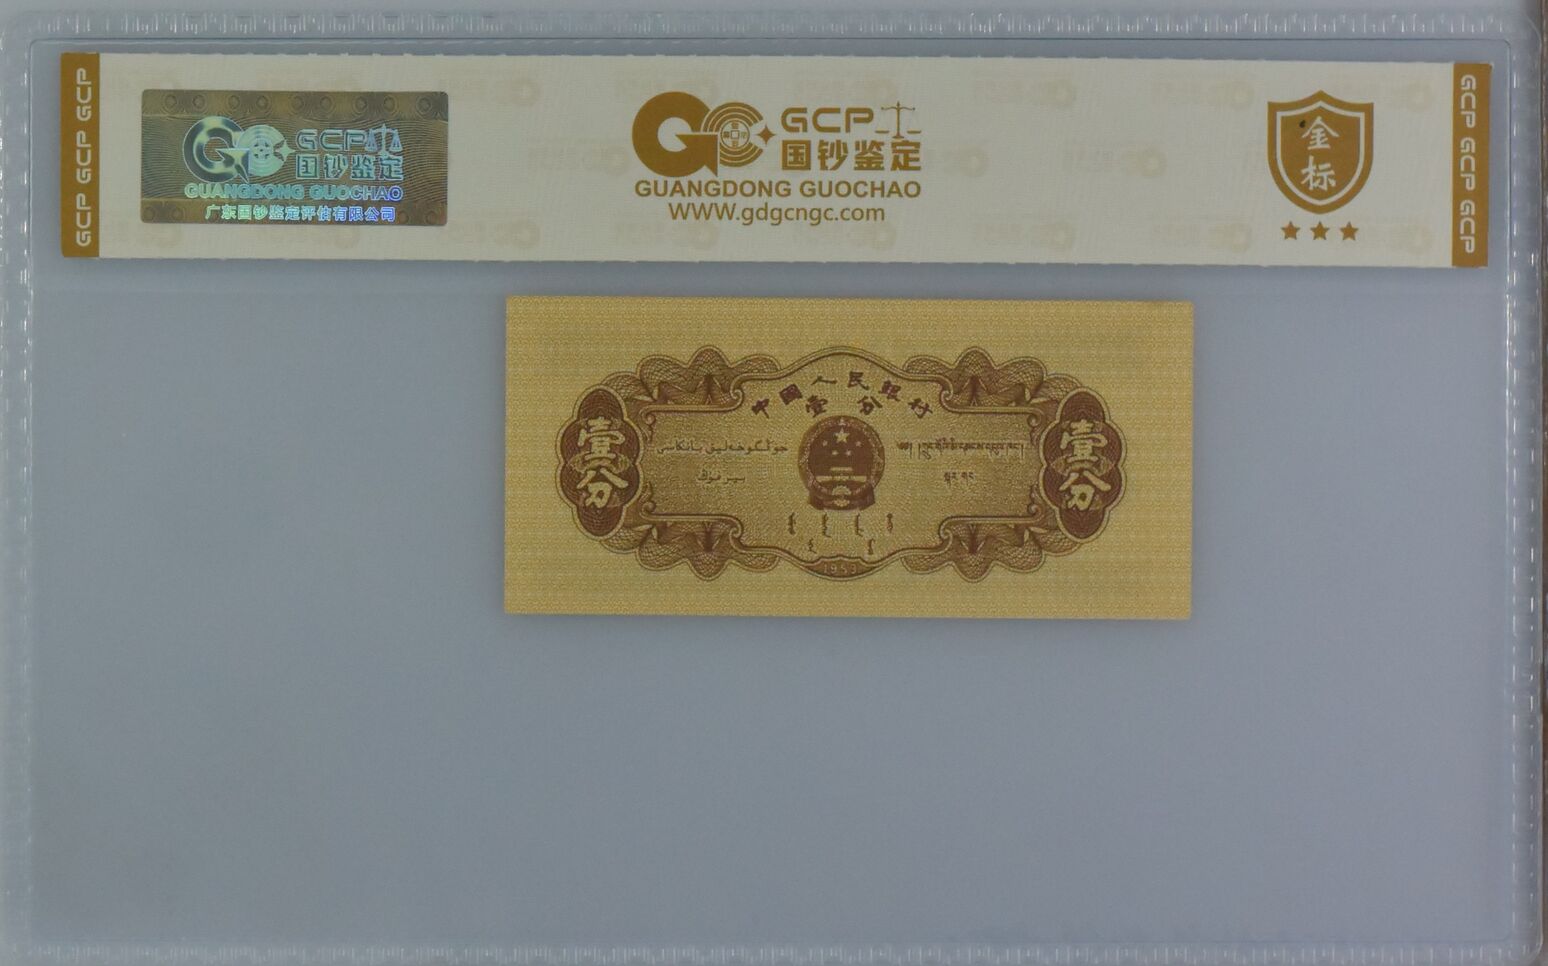 GCP GCP GCP
GCP
国钞鉴定
GUANGDONG GUOCHAO
广东国钞鉴定评估有限公司
GCP
国钞鉴定
GUANGDONG GUOCHAO
WWW.gdgcngc.com
金标
GCP GCP GCP
中国人民银行
壹分
壹分
壹分
1953